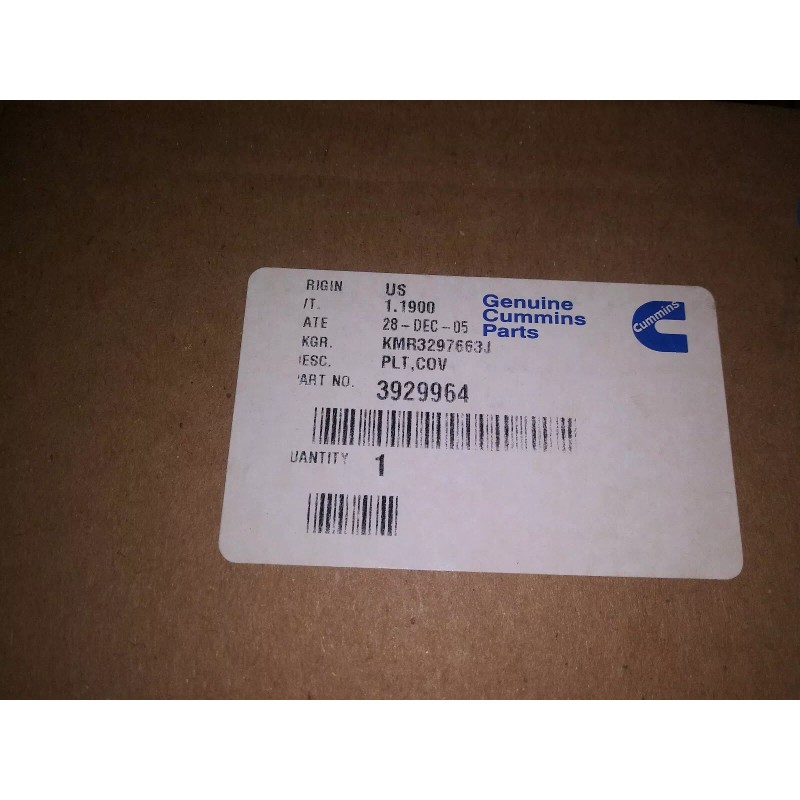 RIGIN US
/T. 1.1900
ATE 28-DEC-05
KGR. KMR3297663J
ESC. PLT,COV
ART NO. 3929964
UANTITY 1
Genuine
Cummins
Parts
Cummins